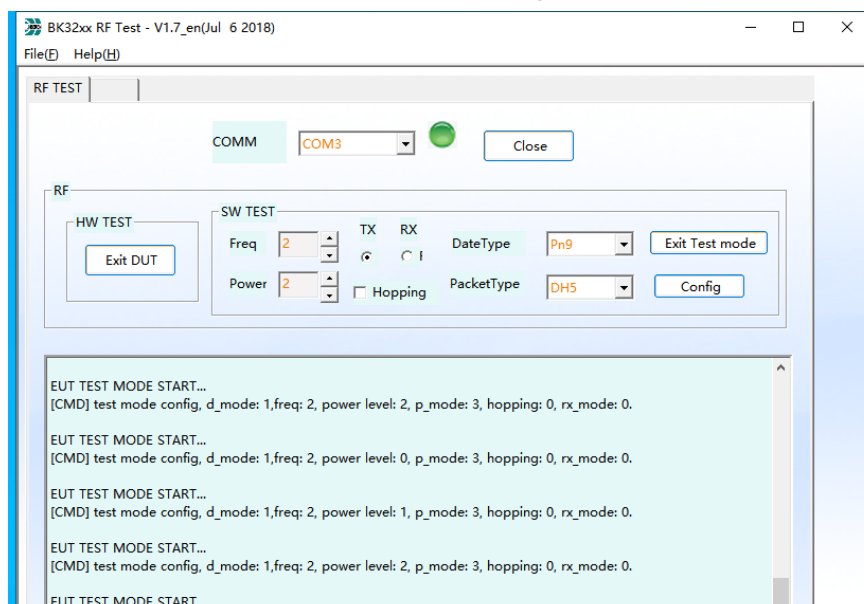 BK32xx RF Test - V1.7_en(Jul 6 2018)
File(F) Help(H)
RF TEST
COMM COM3 Close
RF
HW TEST
Exit DUT
SW TEST
Freq 2 TX RX DateType Pn9 Exit Test mode
Power 2 Hopping PacketType DH5 Config
EUT TEST MODE START...
[CMD] test mode config, d_mode: 1,freq: 2, power level: 2, p_mode: 3, hopping: 0, rx_mode: 0.
EUT TEST MODE START...
[CMD] test mode config, d_mode: 1,freq: 2, power level: 0, p_mode: 3, hopping: 0, rx_mode: 0.
EUT TEST MODE START...
[CMD] test mode config, d_mode: 1,freq: 2, power level: 1, p_mode: 3, hopping: 0, rx_mode: 0.
EUT TEST MODE START...
[CMD] test mode config, d_mode: 1,freq: 2, power level: 2, p_mode: 3, hopping: 0, rx_mode: 0.
EUT TEST MODE START